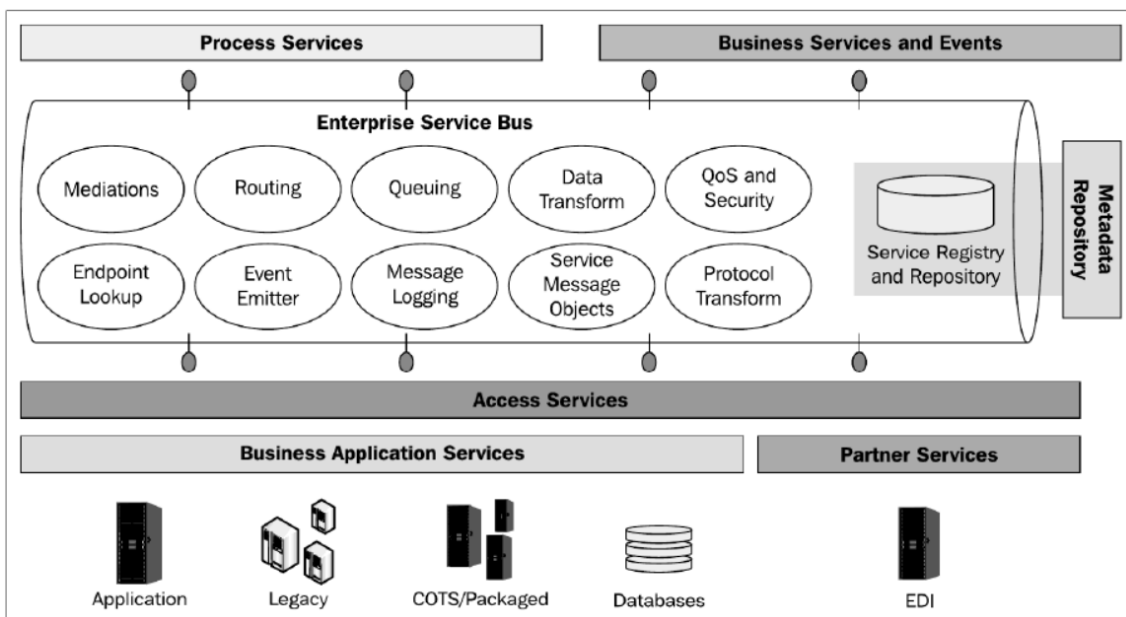 Process Services
Business Services and Events
Enterprise Service Bus
Mediations
Routing
Queuing
Data
Transform
QoS and
Security
Endpoint
Lookup
Event
Emitter
Message
Logging
Service
Message
Objects
Protocol
Transform
Service Registry
and Repository
Metadata
Repository
Access Services
Business Application Services
Partner Services
Application
Legacy
COTS/Packaged
Databases
EDI